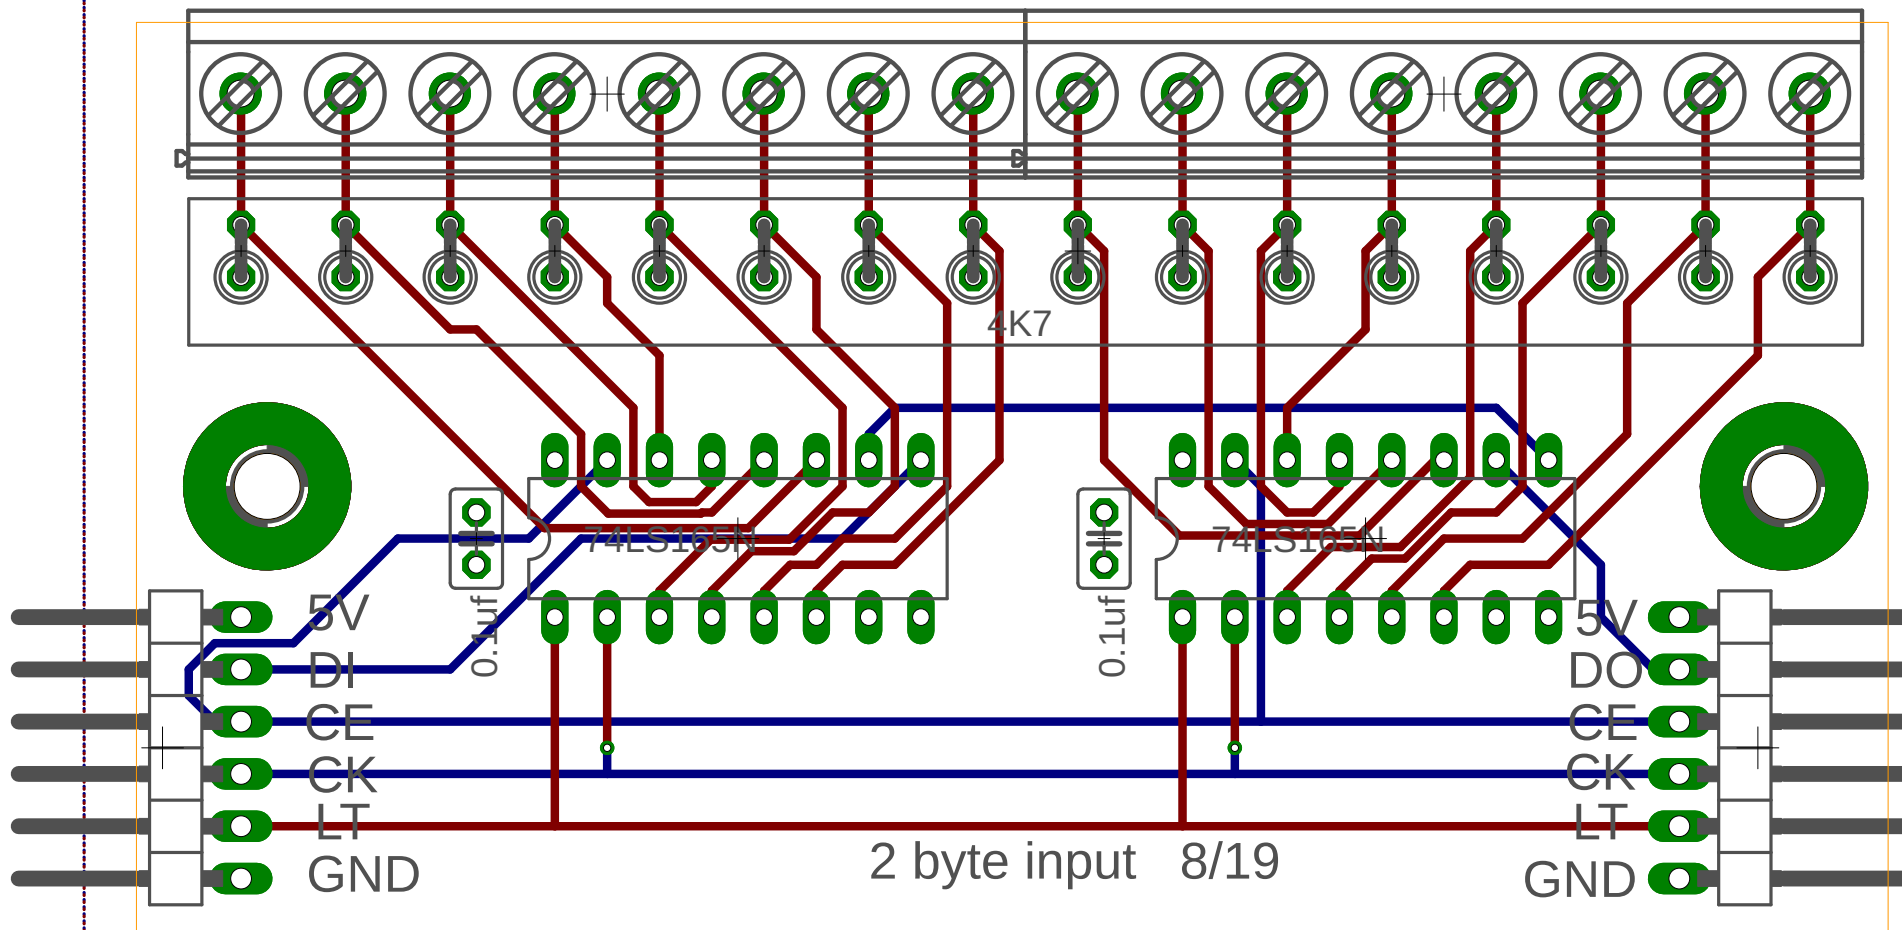 4K7
74LS165N
74LS165N
0.1uf
0.1uf
5V
DI
CE
CK
LT
GND
5V
DO
CE
CK
LT
GND
2 byte input 8/19